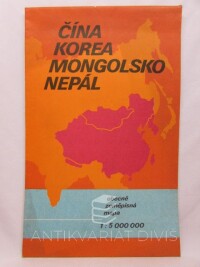 ČÍNA
KOREA
MONGOLSKO
NEPÁL
obecně
zeměpisná
mapa
1 : 5 000 000
ANTIKVARIÁT DIVIŠ